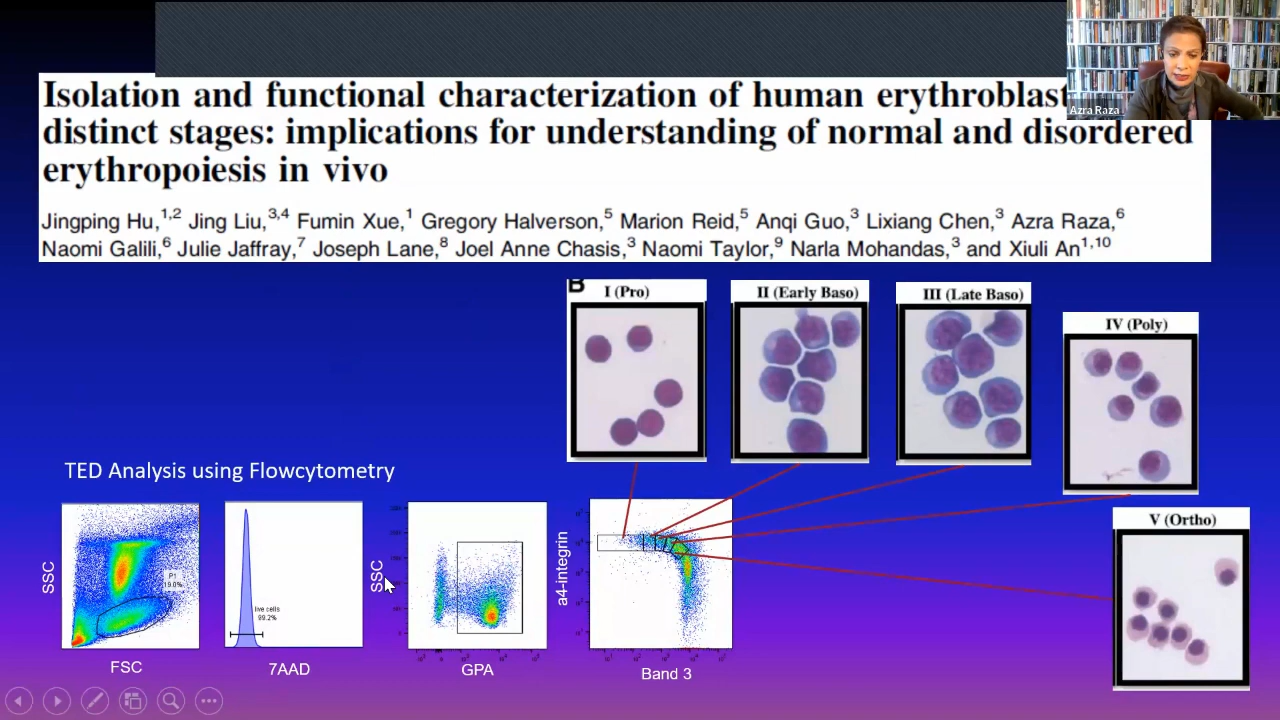 Azra Raza
Isolation and functional characterization of human erythroblast
distinct stages: implications for understanding of normal and disordered
erythropoiesis in vivo
Jingping Hu,1,2 Jing Liu,3,4 Fumin Xue,1 Gregory Halverson,5 Marion Reid,5 Anqi Guo,3 Lixiang Chen,3 Azra Raza,6
Naomi Galili,6 Julie Jaffray,7 Joseph Lane,8 Joel Anne Chasis,3 Naomi Taylor,9 Narla Mohandas,3 and Xiuli An1,10
B
I (Pro)
II (Early Baso)
III (Late Baso)
IV (Poly)
V (Ortho)
TED Analysis using Flowcytometry
SSC
P1
19.0%
FSC
live cells
99.2%
7AAD
SSC
GPA
a4-integrin
Band 3